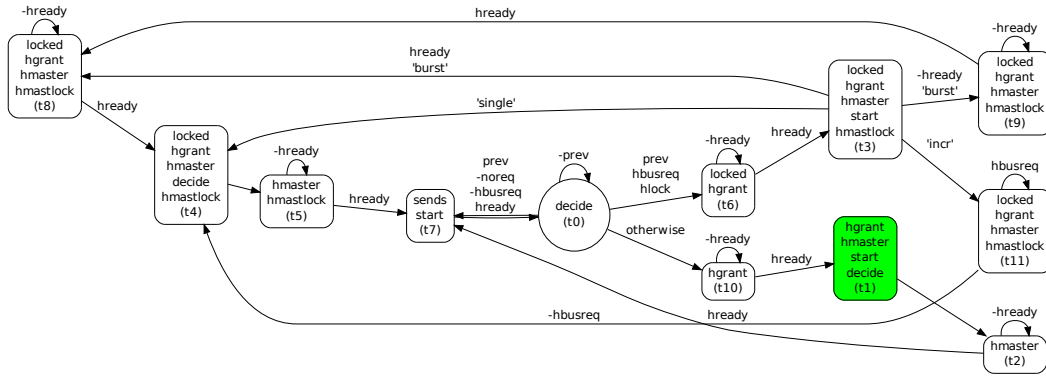 -hready
locked
hgrant
hmaster
hmastlock
(t8)
hready
hready
'burst'
'single'
hready
locked
hgrant
hmaster
decide
hmastlock
(t4)
-hready
hmaster
hmastlock
(t5)
hready
sends
start
(t7)
prev
-noreq
-hbusreq
hready
-prev
decide
(t0)
prev
hbusreq
hlock
otherwise
-hready
locked
hgrant
(t6)
hready
-hready
hgrant
(t10)
hready
locked
hgrant
hmaster
start
hmastlock
(t3)
hgrant
hmaster
start
decide
(t1)
-hready
'burst'
'incr'
-hready
locked
hgrant
hmaster
hmastlock
(t9)
hbusreq
locked
hgrant
hmaster
hmastlock
(t11)
-hbusreq
hready
-hready
hmaster
(t2)